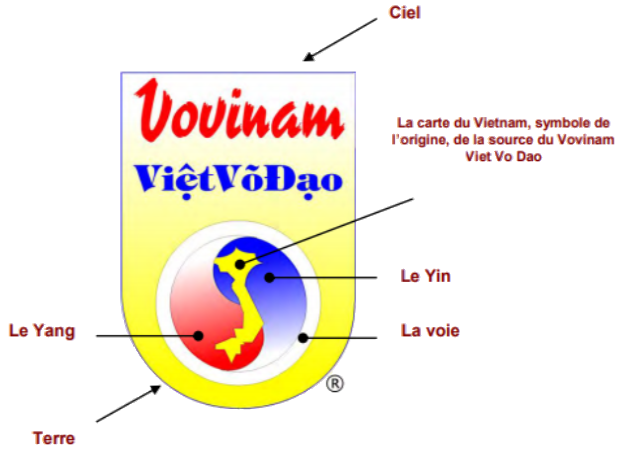 Ciel
Vovinam
ViệtVõĐạo
La carte du Vietnam, symbole de
l'origine, de la source du Vovinam
Viet Vo Dao
Le Yin
Le Yang
La voie
®
Terre